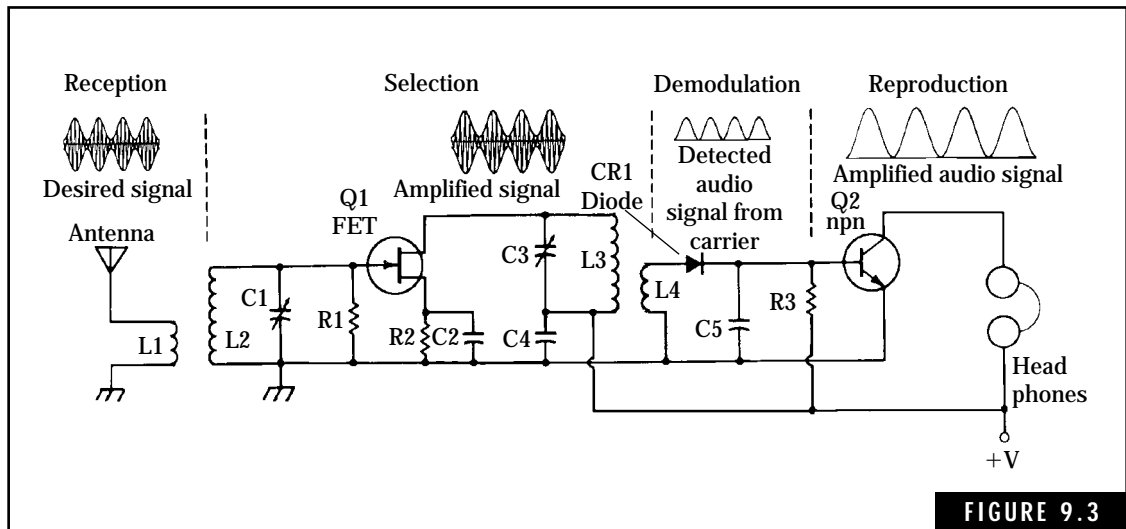 Reception
Desired signal
Antenna
L1
Selection
Amplified signal
Q1
FET
L2
C1
R1
R2
C2
C3
C4
L3
Demodulation
Detected
audio
signal from
carrier
CR1
Diode
L4
C5
R3
Reproduction
Amplified audio signal
Q2
npn
Head
phones
+V
FIGURE 9.3